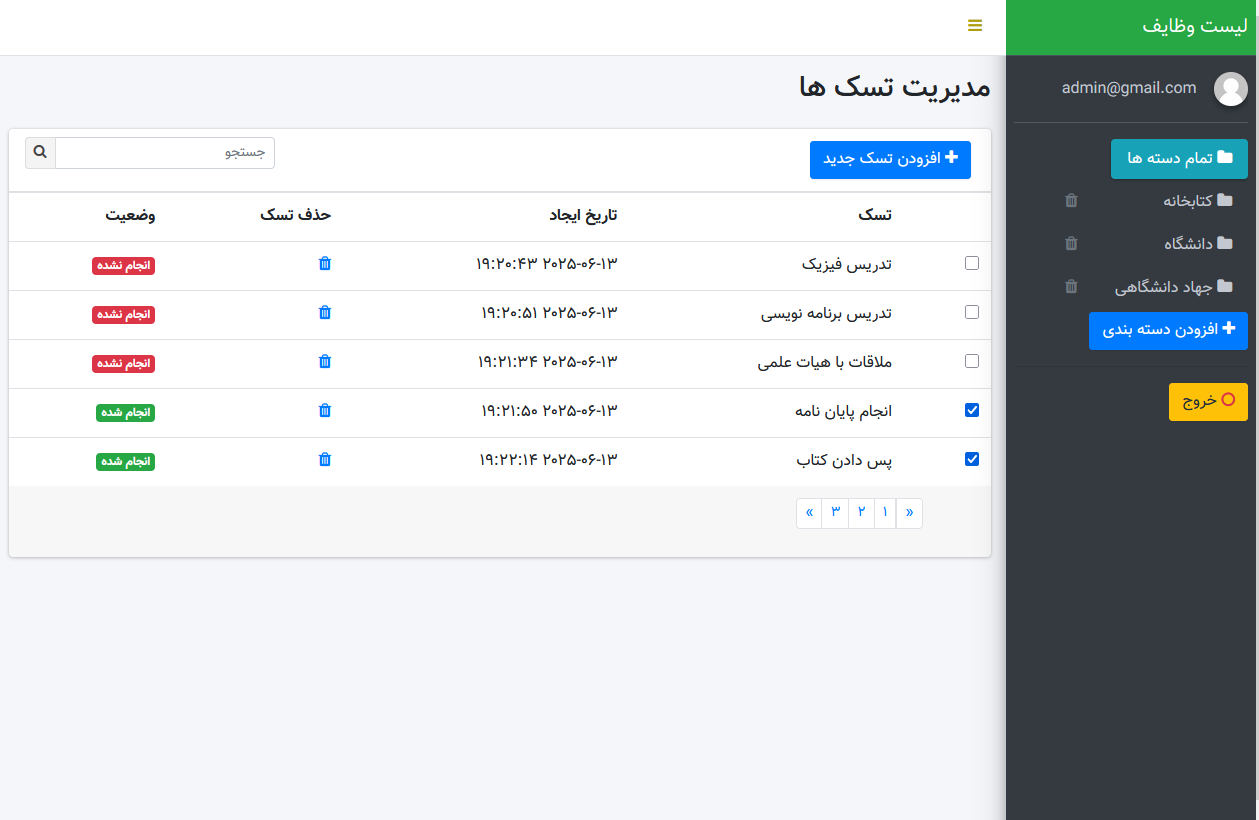 لیست وظایف
admin@gmail.com
تمام دسته ها
کتابخانه
دانشگاه
جهاد دانشگاهی
افزودن دسته بندی
خروج
مدیریت تسک ها
افزودن تسک جدید
جستجو
تسک تاریخ ایجاد حذف تسک وضعیت
تدریس فیزیک ۲۰۲۵-۰۶-۱۳ ۱۹:۲۰:۴۳ انجام نشده
تدریس برنامه نویسی ۲۰۲۵-۰۶-۱۳ ۱۹:۲۰:۵۱ انجام نشده
ملاقات با هیات علمی ۲۰۲۵-۰۶-۱۳ ۱۹:۲۱:۳۴ انجام نشده
انجام پایان نامه ۲۰۲۵-۰۶-۱۳ ۱۹:۲۱:۵۰ انجام شده
پس دادن کتاب ۲۰۲۵-۰۶-۱۳ ۱۹:۲۲:۱۴ انجام شده
« ۱ ۲ ۳ »